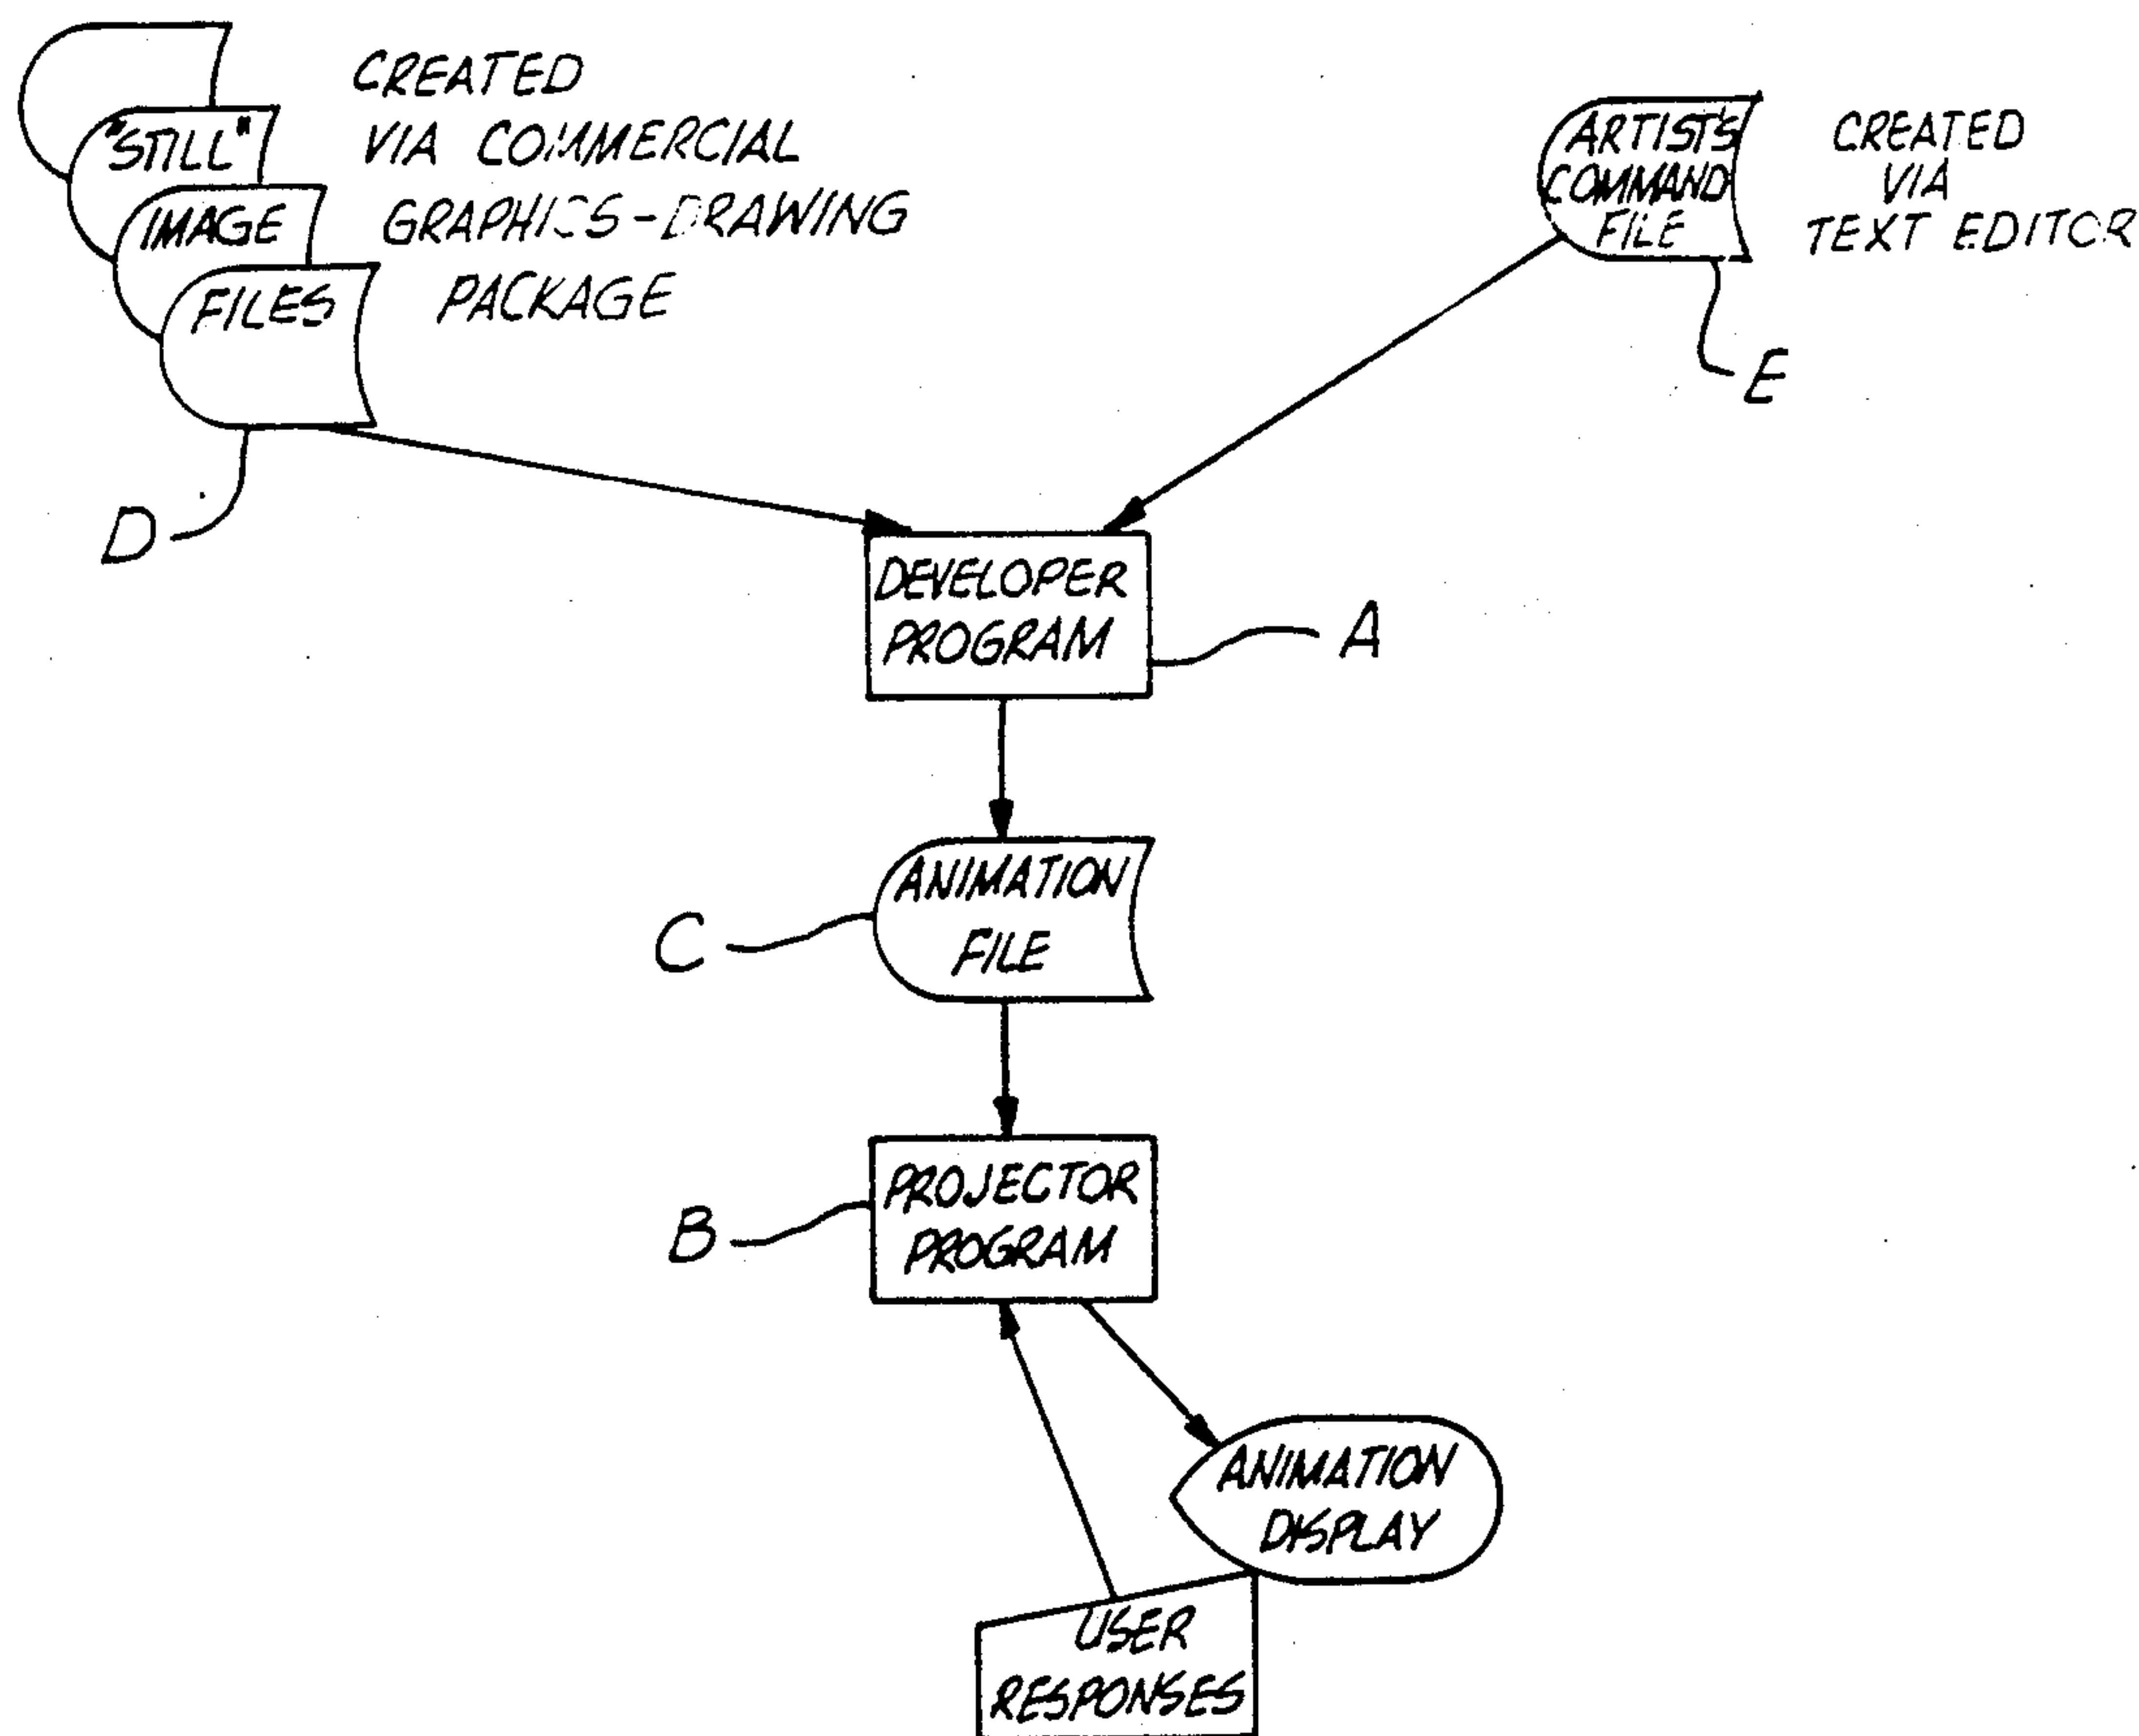 "STILL"
IMAGE
FILES
CREATED
VIA COMMERCIAL
GRAPHICS-DRAWING
PACKAGE
ARTIST'S
COMMAND
FILE
CREATED
VIA
TEXT EDITOR
E
D
DEVELOPER
PROGRAM
A
ANIMATION
FILE
C
PROJECTOR
PROGRAM
B
ANIMATION
DISPLAY
USER
RESPONSES